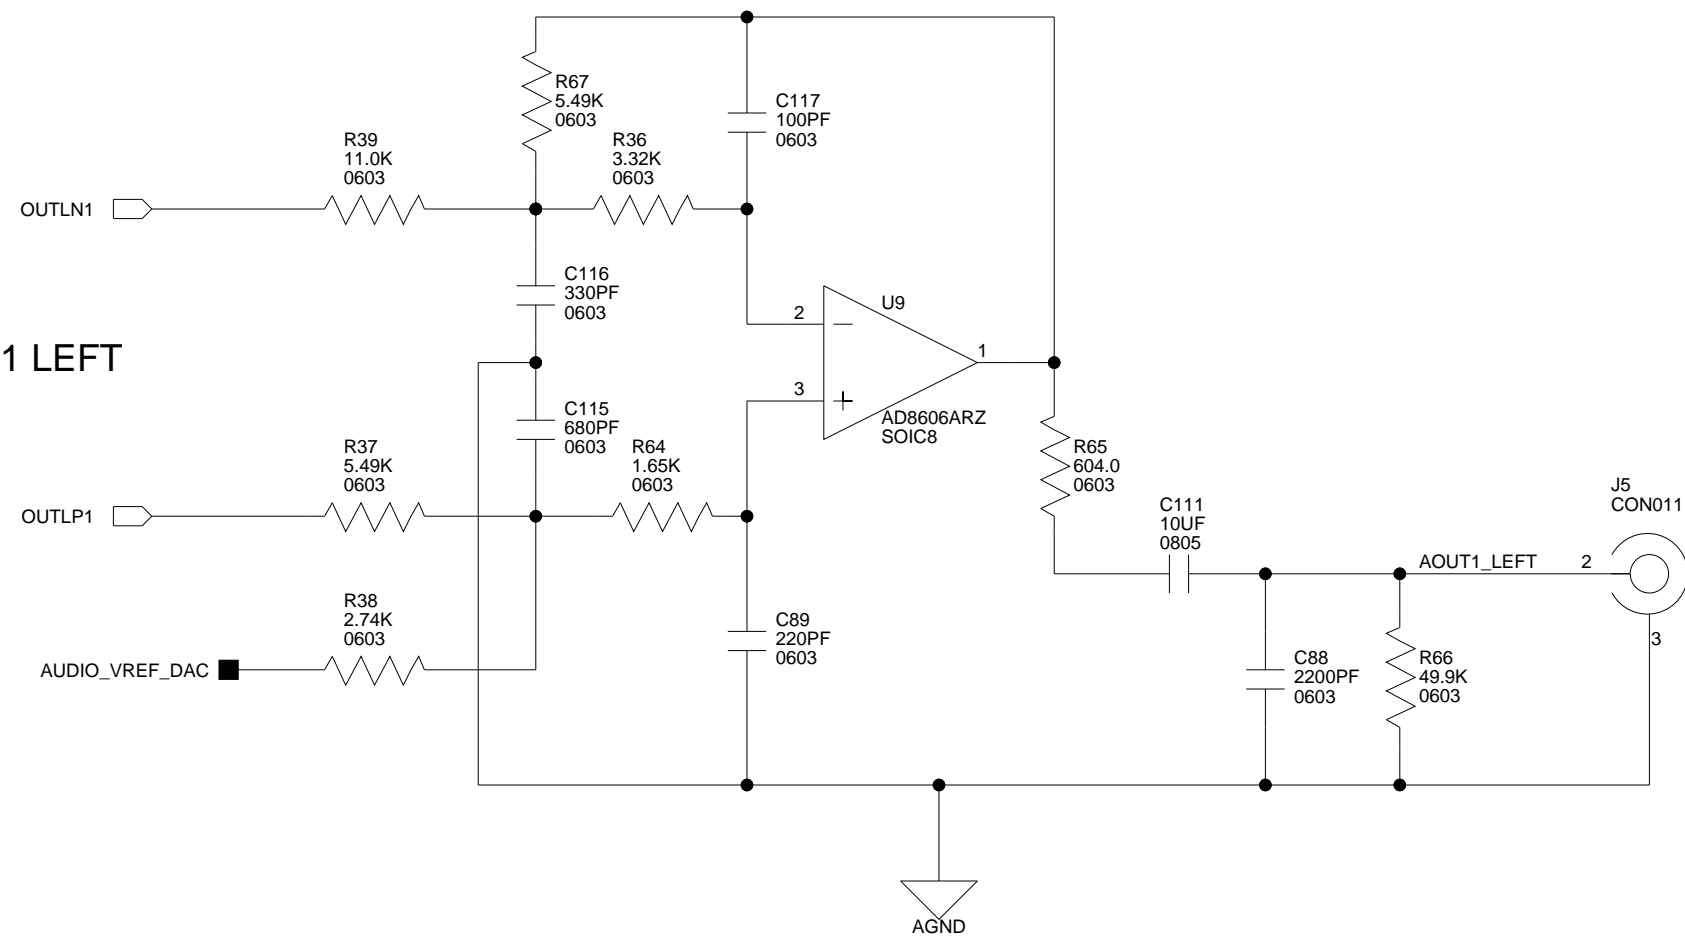 R67
5.49K
0603
C117
100PF
0603
R39
11.0K
0603
R36
3.32K
0603
OUTLN1
C116
330PF
0603
U9
2
1
3
AD8606ARZ
SOIC8
1 LEFT
C115
680PF
0603
R37
5.49K
0603
R64
1.65K
0603
R65
604.0
0603
OUTLP1
C111
10UF
0805
J5
CON011
AOUT1_LEFT
2
3
R38
2.74K
0603
AUDIO_VREF_DAC
C89
220PF
0603
C88
2200PF
0603
R66
49.9K
0603
AGND